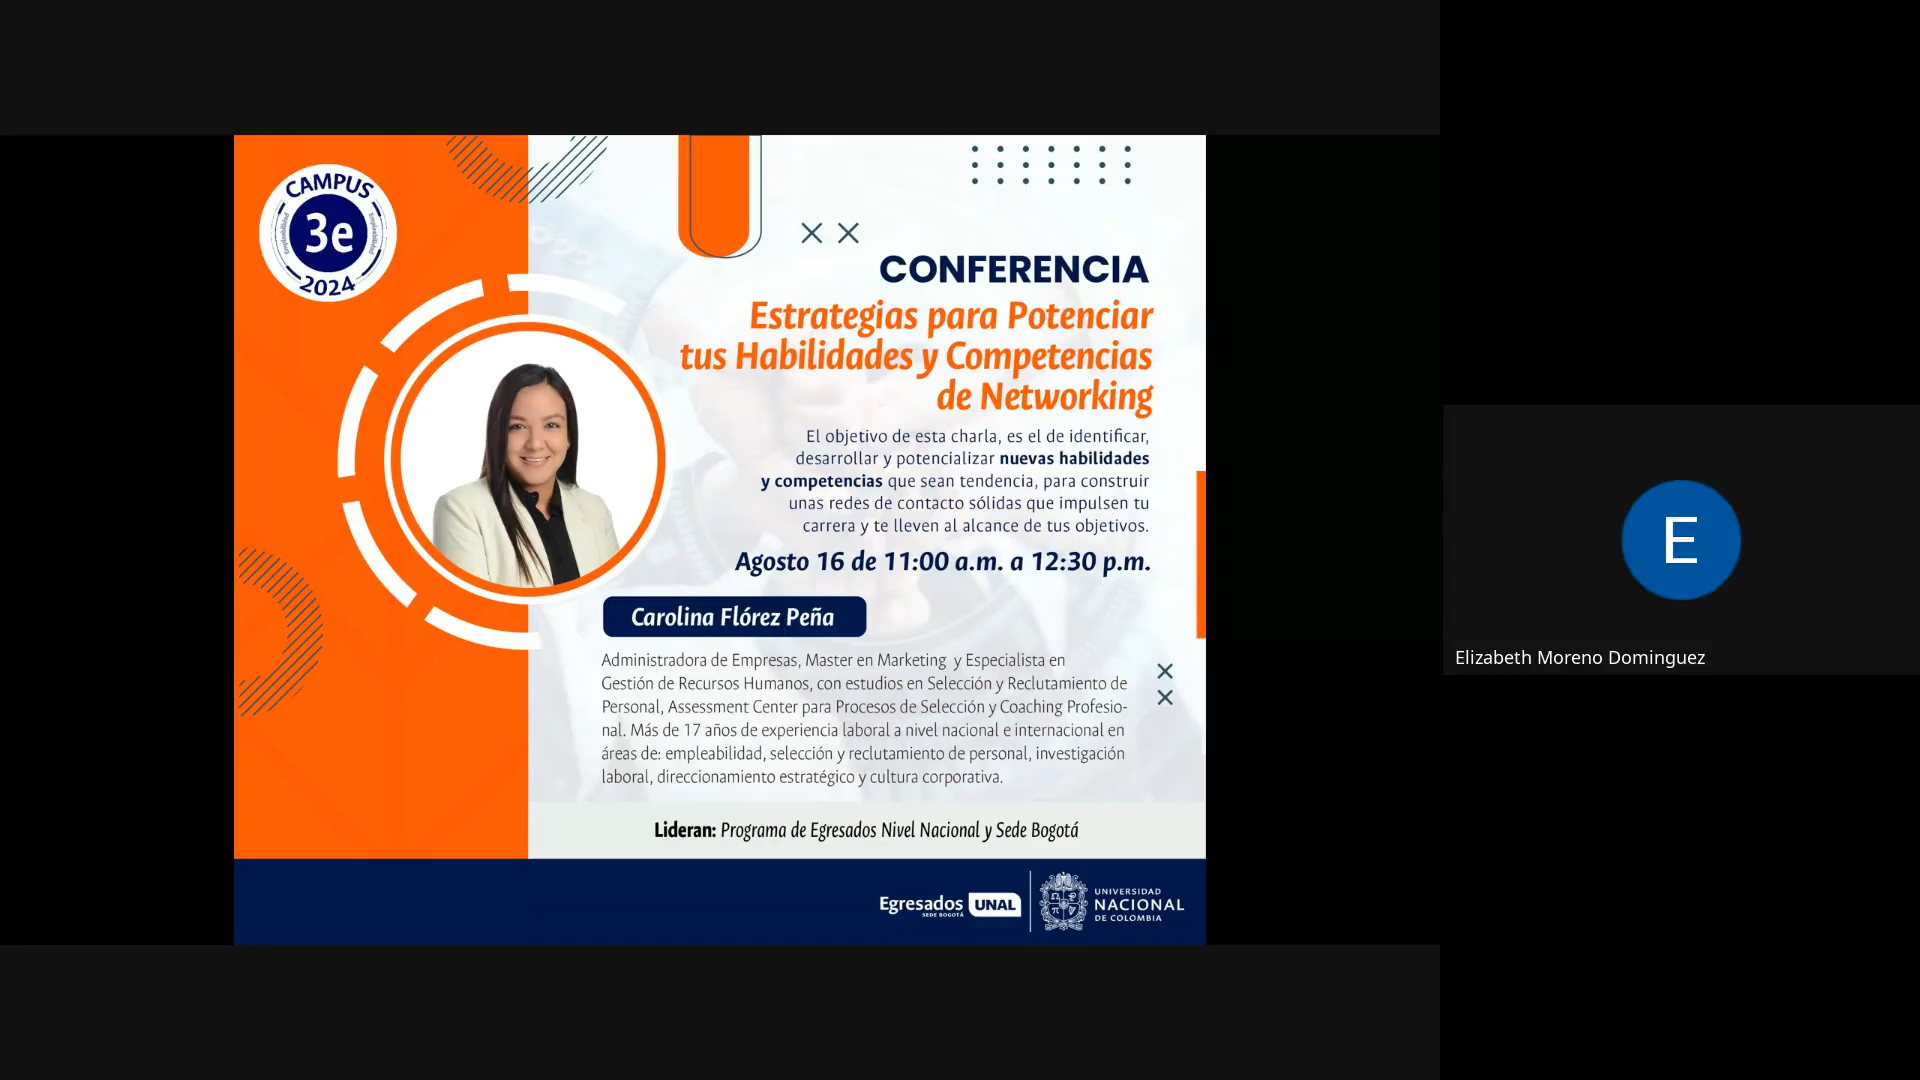 CAMPUS
3e
2024
CONFERENCIA
Estrategias para Potenciar
tus Habilidades y Competencias
de Networking
El objetivo de esta charla, es el de identificar,
desarrollar y potencializar nuevas habilidades
y competencias que sean tendencia, para construir
unas redes de contacto sólidas que impulsen tu
carrera y te lleven al alcance de tus objetivos.
Agosto 16 de 11:00 a.m. a 12:30 p.m.
Carolina Flórez Peña
Administradora de Empresas, Master en Marketing y Especialista en
Gestión de Recursos Humanos, con estudios en Selección y Reclutamiento de
Personal, Assessment Center para Procesos de Selección y Coaching Profesio-
nal. Más de 17 años de experiencia laboral a nivel nacional e internacional en
áreas de: empleabilidad, selección y reclutamiento de personal, investigación
laboral, direccionamiento estratégico y cultura corporativa.
Lideran: Programa de Egresados Nivel Nacional y Sede Bogotá
Egresados UNAL
SEDE BOGOTÁ
UNIVERSIDAD
NACIONAL
DE COLOMBIA
E
Elizabeth Moreno Dominguez